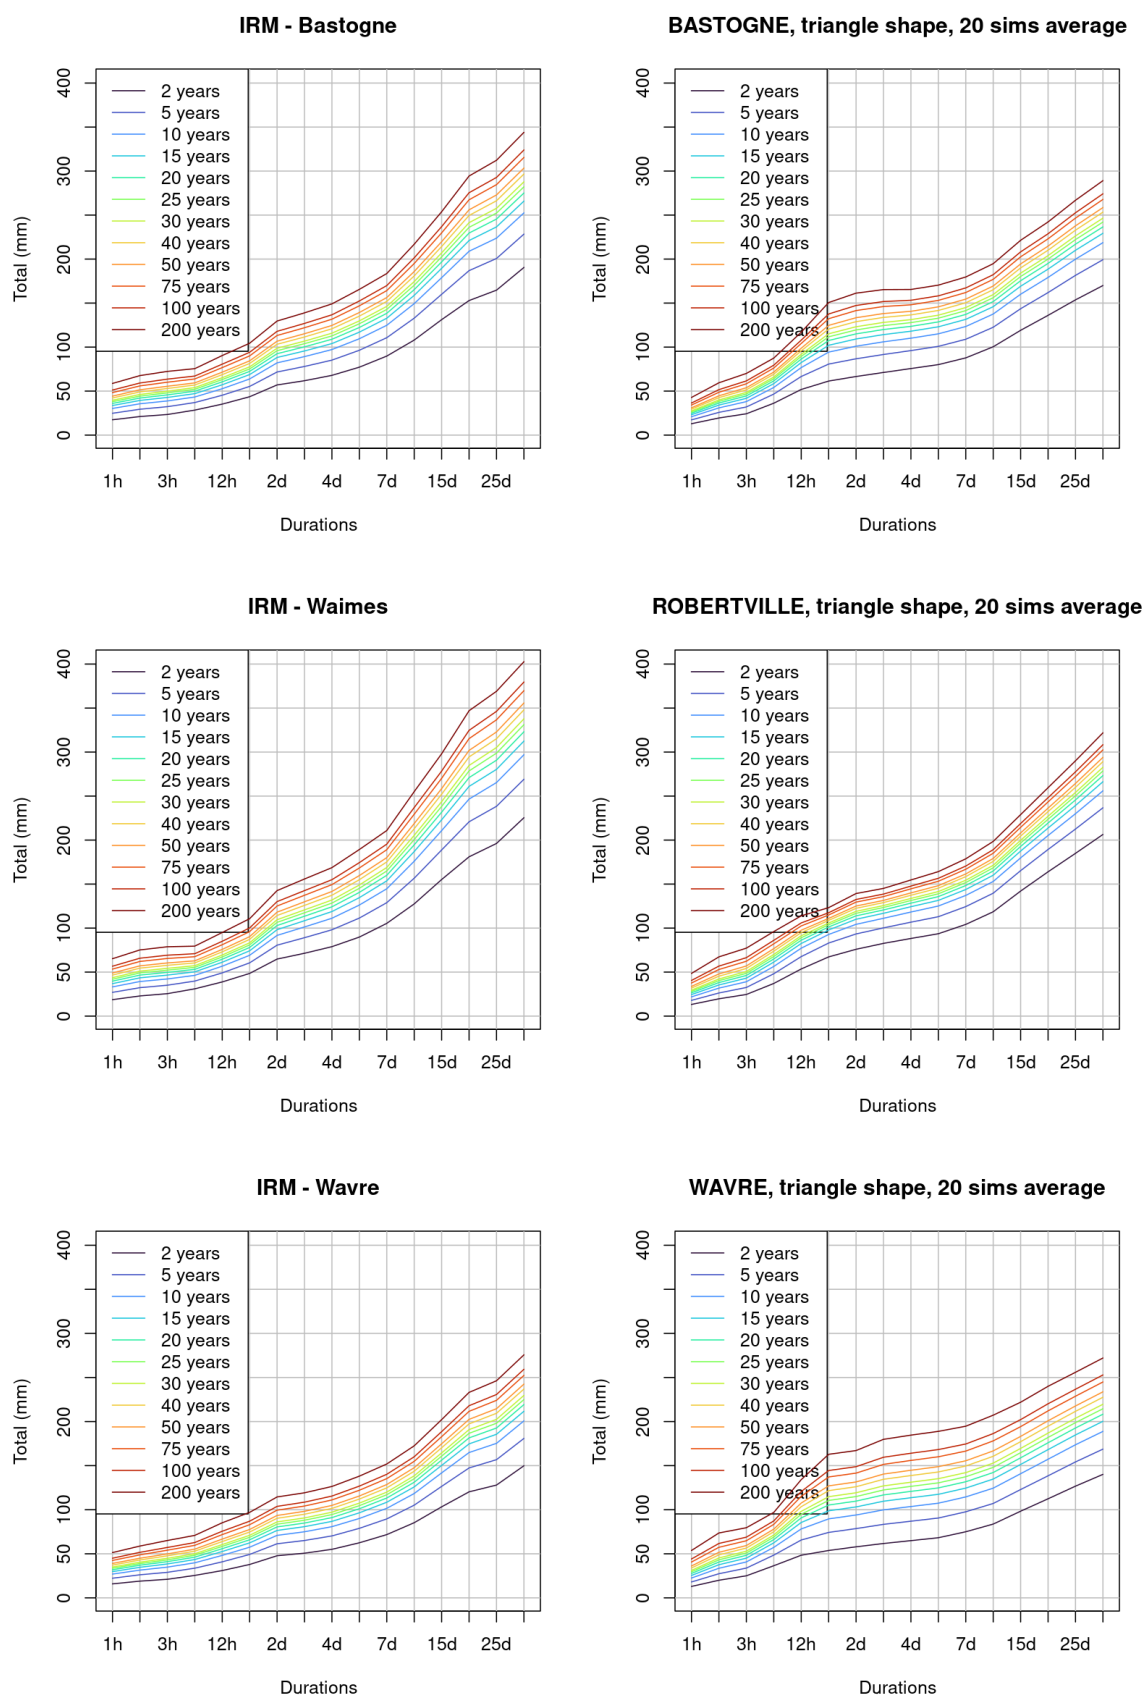 IRM - Bastogne
Total (mm)
400
300
200
100
50
0
2 years
5 years
10 years
15 years
20 years
25 years
30 years
40 years
50 years
75 years
100 years
200 years
1h 3h 12h 2d 4d 7d 15d 25d
Durations
BASTOGNE, triangle shape, 20 sims average
Total (mm)
400
300
200
100
50
0
2 years
5 years
10 years
15 years
20 years
25 years
30 years
40 years
50 years
75 years
100 years
200 years
1h 3h 12h 2d 4d 7d 15d 25d
Durations
IRM - Waimes
Total (mm)
400
300
200
100
50
0
2 years
5 years
10 years
15 years
20 years
25 years
30 years
40 years
50 years
75 years
100 years
200 years
1h 3h 12h 2d 4d 7d 15d 25d
Durations
ROBERTVILLE, triangle shape, 20 sims average
Total (mm)
400
300
200
100
50
0
2 years
5 years
10 years
15 years
20 years
25 years
30 years
40 years
50 years
75 years
100 years
200 years
1h 3h 12h 2d 4d 7d 15d 25d
Durations
IRM - Wavre
Total (mm)
400
300
200
100
50
0
2 years
5 years
10 years
15 years
20 years
25 years
30 years
40 years
50 years
75 years
100 years
200 years
1h 3h 12h 2d 4d 7d 15d 25d
Durations
WAVRE, triangle shape, 20 sims average
Total (mm)
400
300
200
100
50
0
2 years
5 years
10 years
15 years
20 years
25 years
30 years
40 years
50 years
75 years
100 years
200 years
1h 3h 12h 2d 4d 7d 15d 25d
Durations